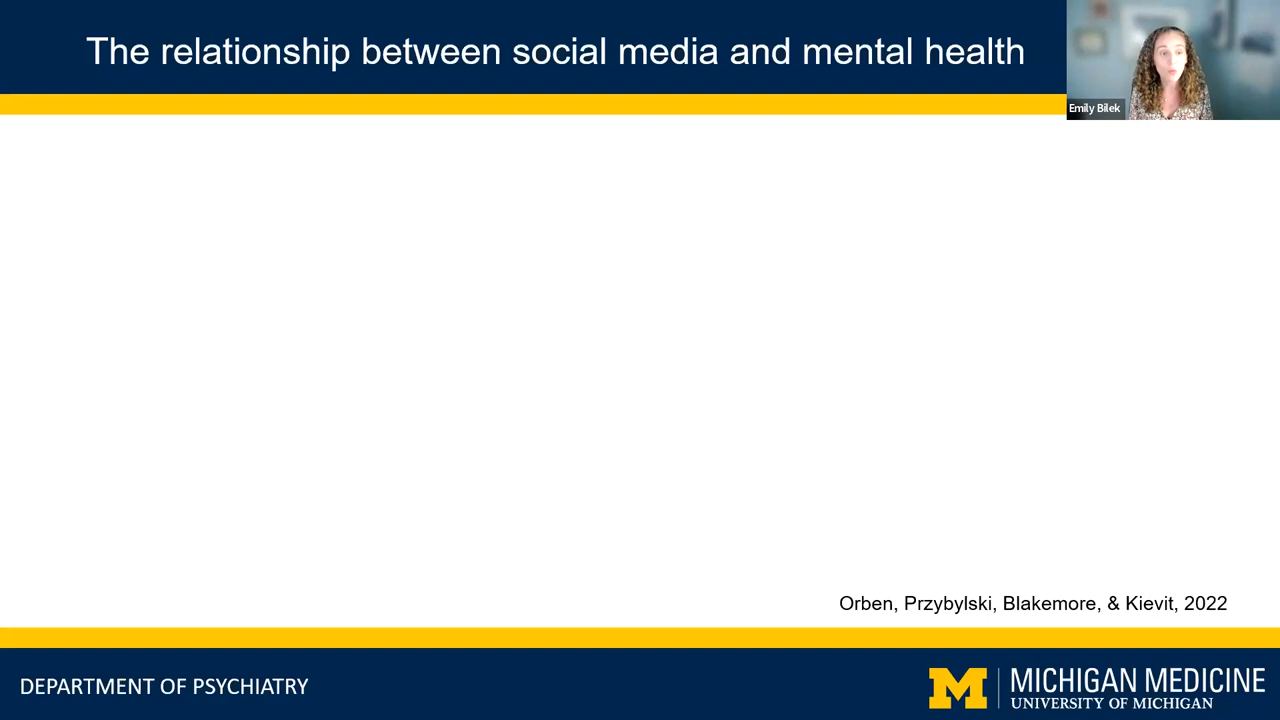 The relationship between social media and mental health
Emily Bilek
Orben, Przybylski, Blakemore, & Kievit, 2022
DEPARTMENT OF PSYCHIATRY
M
MICHIGAN MEDICINE
UNIVERSITY OF MICHIGAN